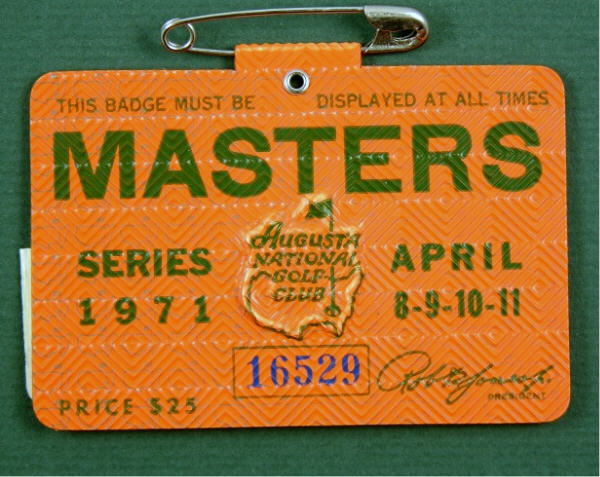 THIS BADGE MUST BE DISPLAYED AT ALL TIMES
MASTERS
SERIES
1971
AUGUSTA
NATIONAL
GOLF
CLUB
APRIL
8-9-10-11
16529
PRICE $25
PRESIDENT